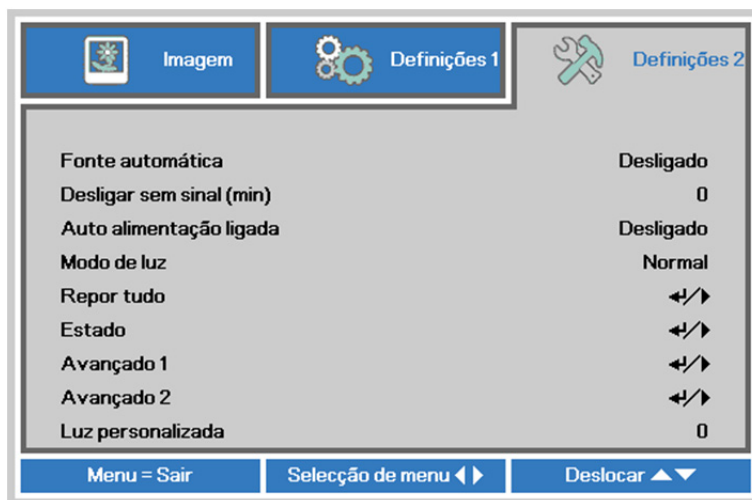 Imagem Definições 1 Definições 2
Fonte automática Desligado
Desligar sem sinal (min) 0
Auto alimentação ligada Desligado
Modo de luz Normal
Repor tudo
Estado
Avançado 1
Avançado 2
Luz personalizada 0
Menu = Sair Selecção de menu Deslocar